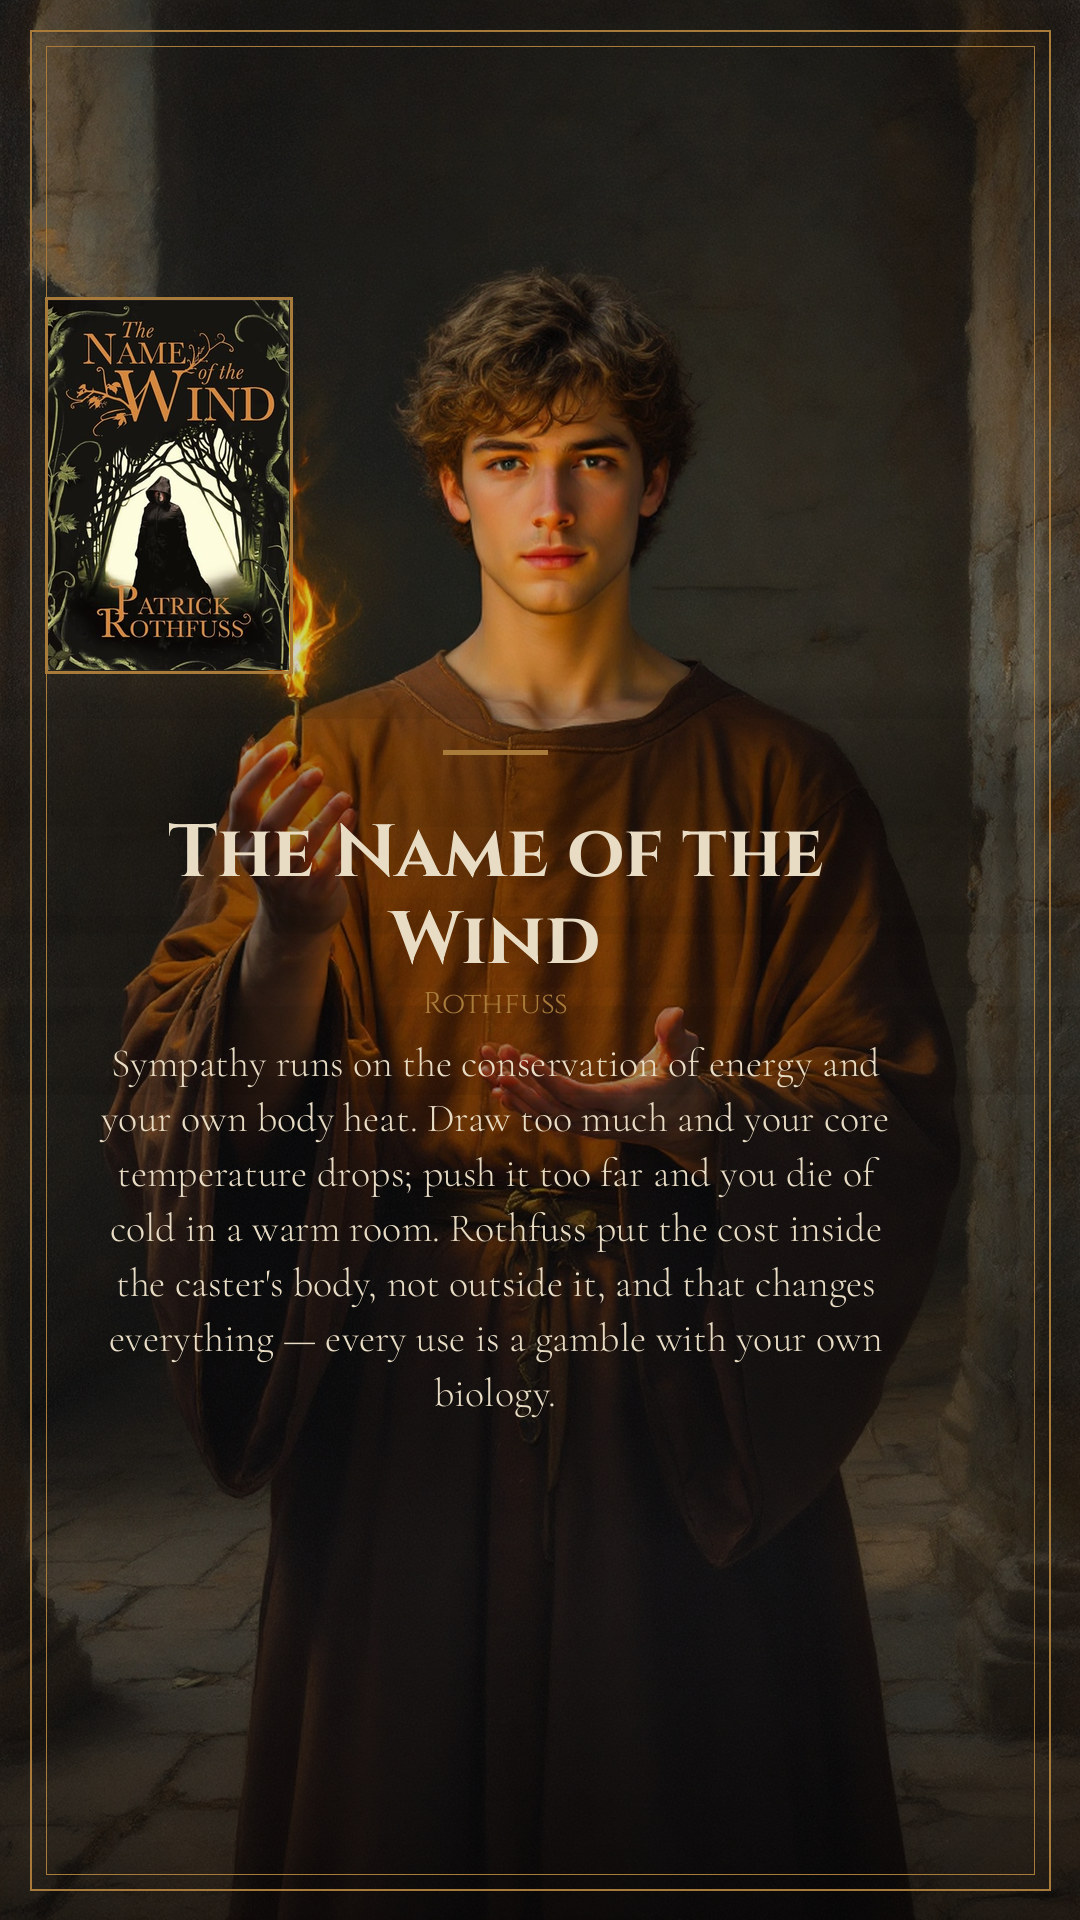 The
NAME
of the
WIND
PATRICK
ROTHFUSS
THE NAME OF THE
WIND
ROTHFUSS
Sympathy runs on the conservation of energy and
your own body heat. Draw too much and your core
temperature drops; push it too far and you die of
cold in a warm room. Rothfuss put the cost inside
the caster's body, not outside it, and that changes
everything — every use is a gamble with your own
biology.